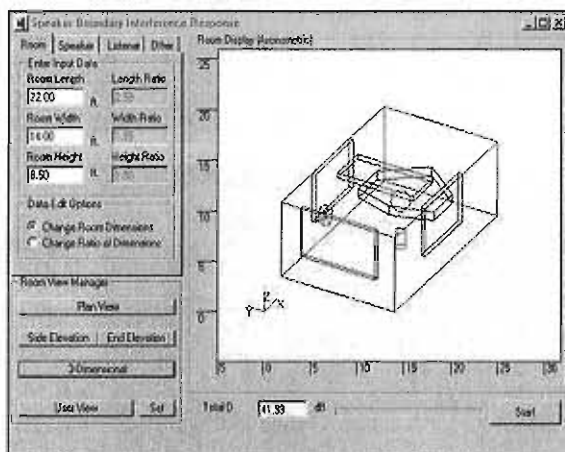 Speaker Boundary Interference Response
Room Speaker Listener Other
Enter Input Data
Room Length Length Ratio
22.00 ft.
Room Width Width Ratio
14.00 ft.
Room Height Height Ratio
8.50 ft.
Data Edit Options
Change Room Dimensions
Change Ratio of Dimensions
Room View Manager
Plan View
Side Elevation End Elevation
3-Dimensional
User View Set
Room Display (Axonometric)
25
20
15
10
5
0
Y Z X
5 0 5 10 15 20 25 30
Total D 41.93 dB Start